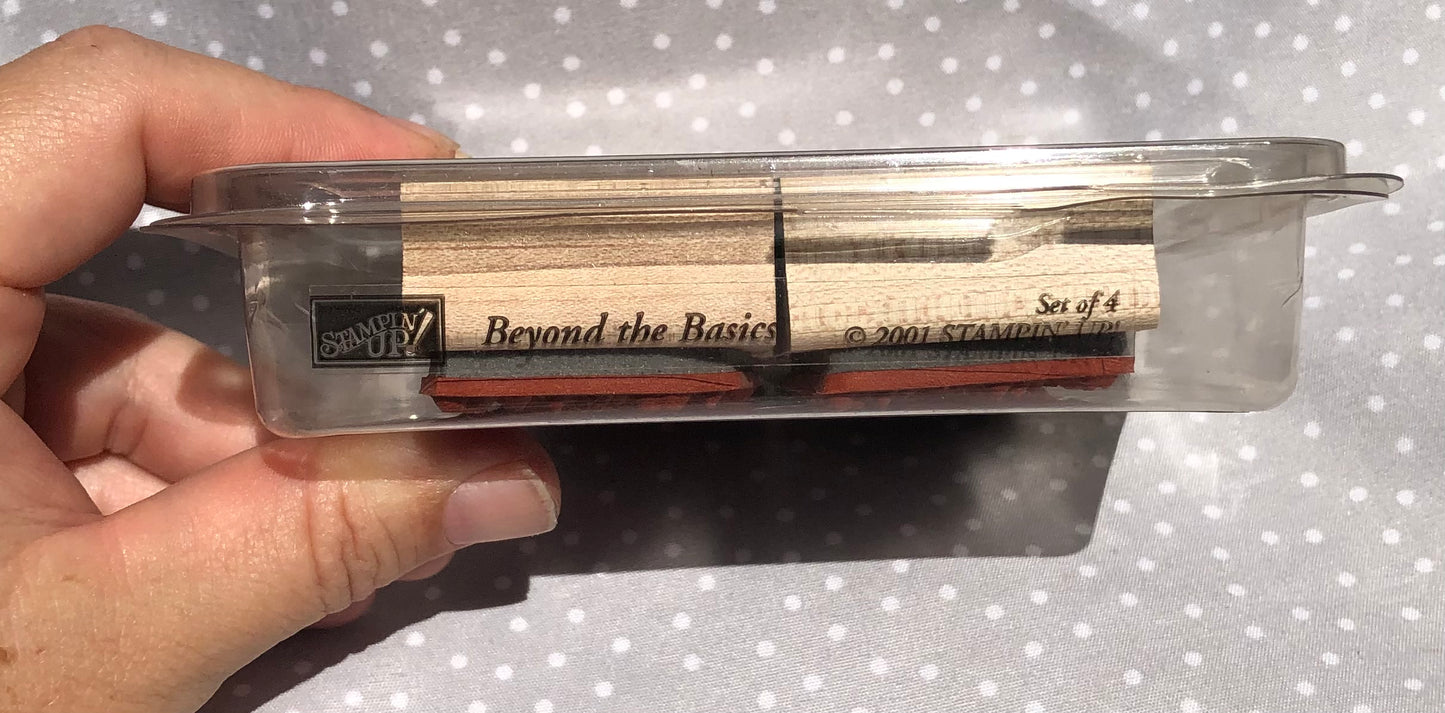 STAMPIN' UP!
Beyond the Basics
Set of 4
© 2001 STAMPIN' UP!